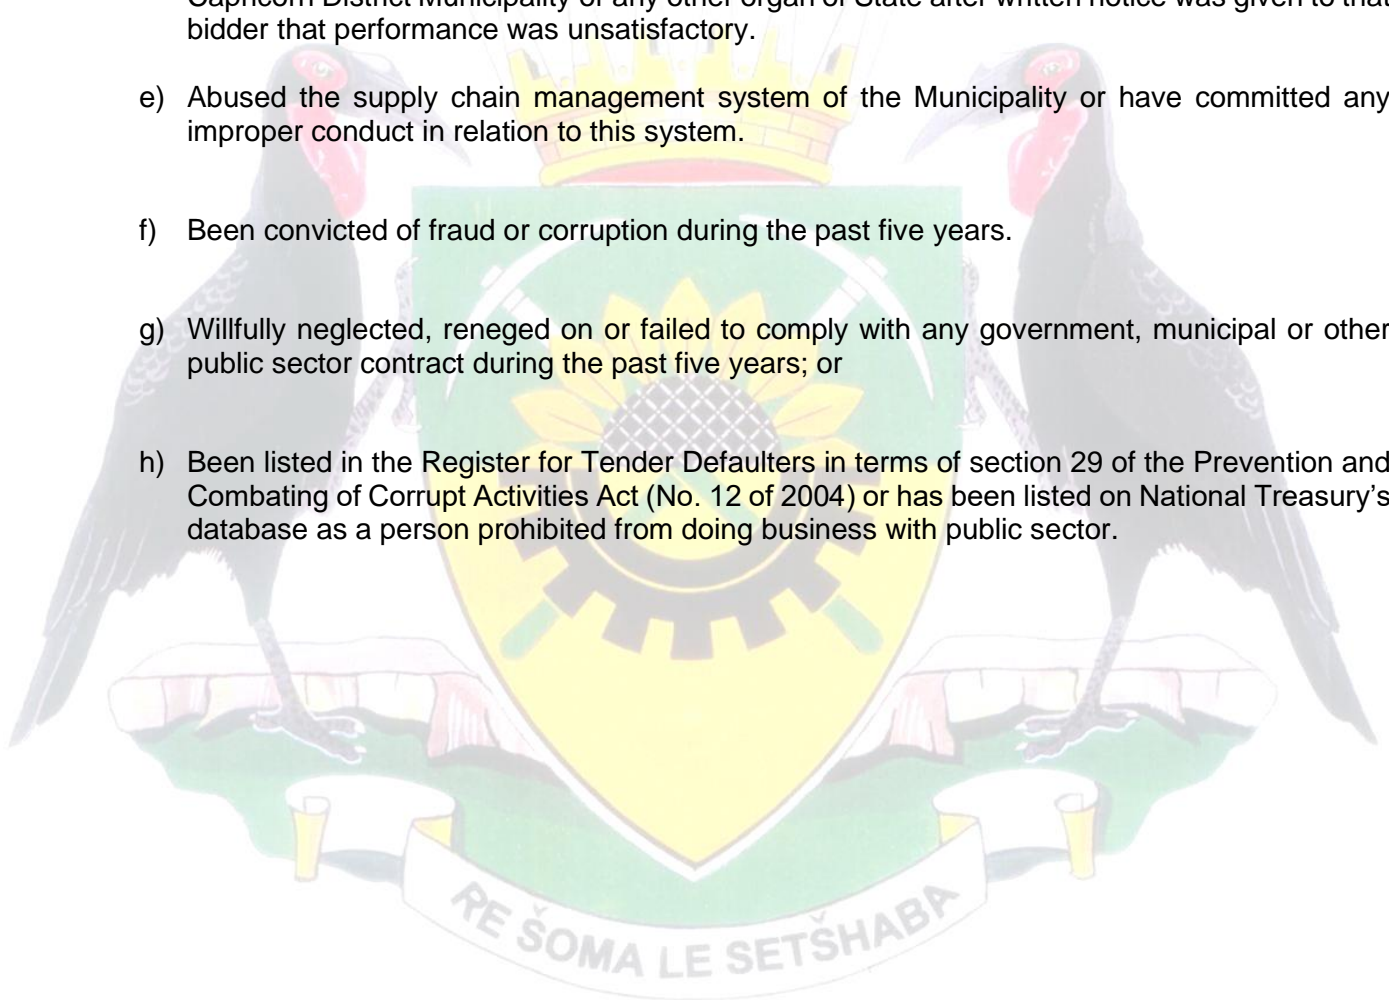 Capricorn District Municipality or any other organ of State after written notice was given to that
bidder that performance was unsatisfactory.
e) Abused the supply chain management system of the Municipality or have committed any
improper conduct in relation to this system.
f) Been convicted of fraud or corruption during the past five years.
g) Willfully neglected, reneged on or failed to comply with any government, municipal or other
public sector contract during the past five years; or
h) Been listed in the Register for Tender Defaulters in terms of section 29 of the Prevention and
Combating of Corrupt Activities Act (No. 12 of 2004) or has been listed on National Treasury’s
database as a person prohibited from doing business with public sector.
RE ŠOMA LE SETŠHABA